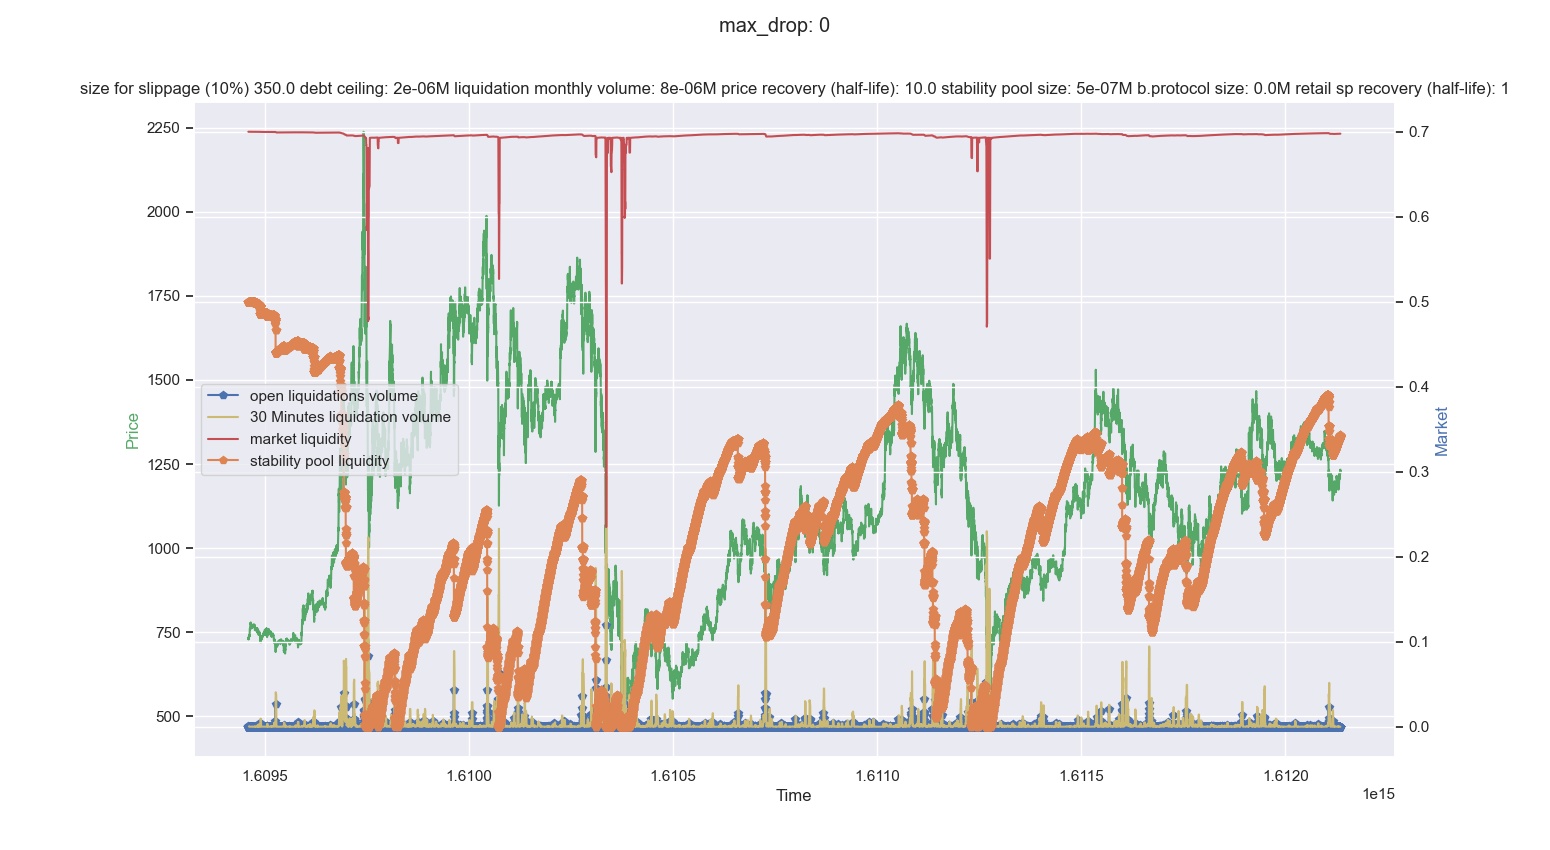 max_drop: 0
size for slippage (10%) 350.0 debt ceiling: 2e-06M liquidation monthly volume: 8e-06M price recovery (half-life): 10.0 stability pool size: 5e-07M b.protocol size: 0.0M retail sp recovery (half-life): 1
2250
2000
1750
1500
1250
1000
750
500
Price
open liquidations volume
30 Minutes liquidation volume
market liquidity
stability pool liquidity
0.7
0.6
0.5
0.4
0.3
0.2
0.1
0.0
Market
1.6095
1.6100
1.6105
1.6110
1.6115
1.6120
Time
1e15